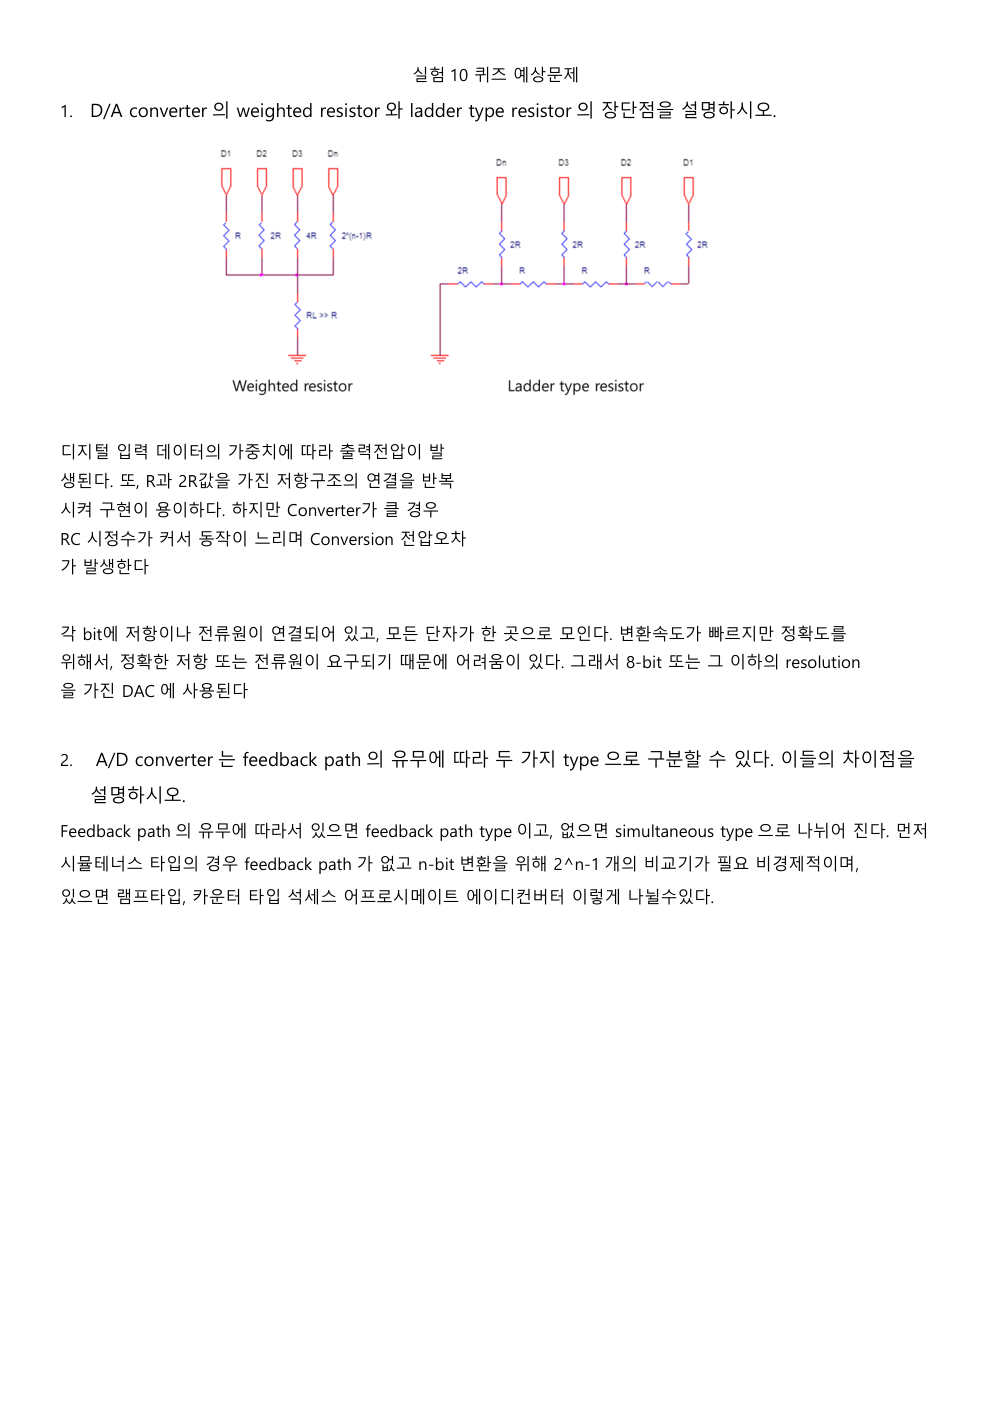 실험 10 퀴즈 예상문제
1. D/A converter 의 weighted resistor 와 ladder type resistor 의 장단점을 설명하시오.
D1 D2 D3 Dn
R 2R 4R 2^(n-1)R
RL >> R
Weighted resistor
Dn D3 D2 D1
2R 2R 2R 2R
2R R R R
Ladder type resistor
디지털 입력 데이터의 가중치에 따라 출력전압이 발
생된다. 또, R과 2R값을 가진 저항구조의 연결을 반복
시켜 구현이 용이하다. 하지만 Converter가 클 경우
RC 시정수가 커서 동작이 느리며 Conversion 전압오차
가 발생한다
각 bit에 저항이나 전류원이 연결되어 있고, 모든 단자가 한 곳으로 모인다. 변환속도가 빠르지만 정확도를
위해서, 정확한 저항 또는 전류원이 요구되기 때문에 어려움이 있다. 그래서 8-bit 또는 그 이하의 resolution
을 가진 DAC 에 사용된다
2. A/D converter 는 feedback path 의 유무에 따라 두 가지 type 으로 구분할 수 있다. 이들의 차이점을
설명하시오.
Feedback path 의 유무에 따라서 있으면 feedback path type 이고, 없으면 simultaneous type 으로 나뉘어 진다. 먼저
시뮬테너스 타입의 경우 feedback path 가 없고 n-bit 변환을 위해 2^n-1 개의 비교기가 필요 비경제적이며,
있으면 램프타입, 카운터 타입 석세스 어프로시메이트 에이디컨버터 이렇게 나뉠수있다.